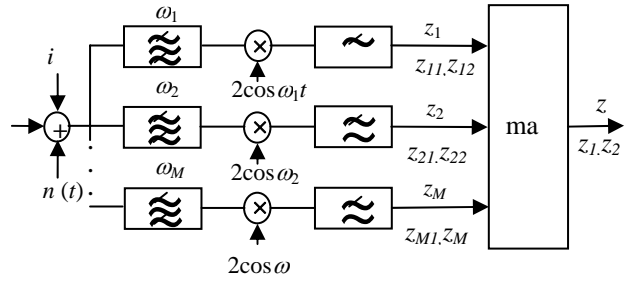 ω1
i
z1
z11,z12
2cosω1t
ω2
+
z2
ma
z
z1,z2
z21,z22
2cosω2
n (t)
ωM
zM
zM1,zM
2cosω